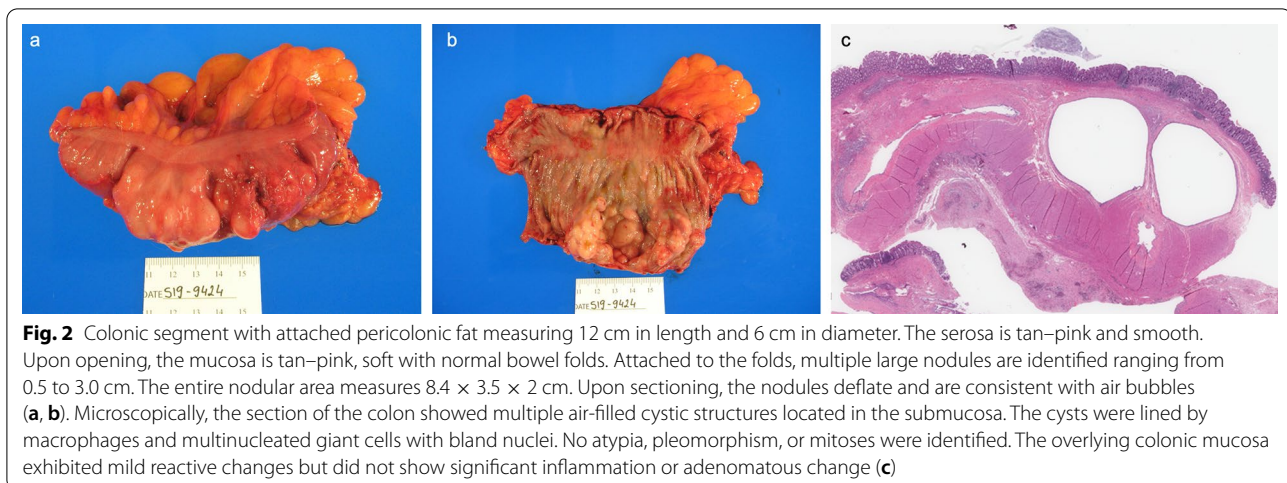 a
b
c
11 12 13 14 15
DATE S19-9424
11 12 13 14 15
DATE S19-9424
Fig. 2 Colonic segment with attached pericolonic fat measuring 12 cm in length and 6 cm in diameter. The serosa is tan–pink and smooth.
Upon opening, the mucosa is tan–pink, soft with normal bowel folds. Attached to the folds, multiple large nodules are identified ranging from
0.5 to 3.0 cm. The entire nodular area measures 8.4 × 3.5 × 2 cm. Upon sectioning, the nodules deflate and are consistent with air bubbles
(a, b). Microscopically, the section of the colon showed multiple air-filled cystic structures located in the submucosa. The cysts were lined by
macrophages and multinucleated giant cells with bland nuclei. No atypia, pleomorphism, or mitoses were identified. The overlying colonic mucosa
exhibited mild reactive changes but did not show significant inflammation or adenomatous change (c)